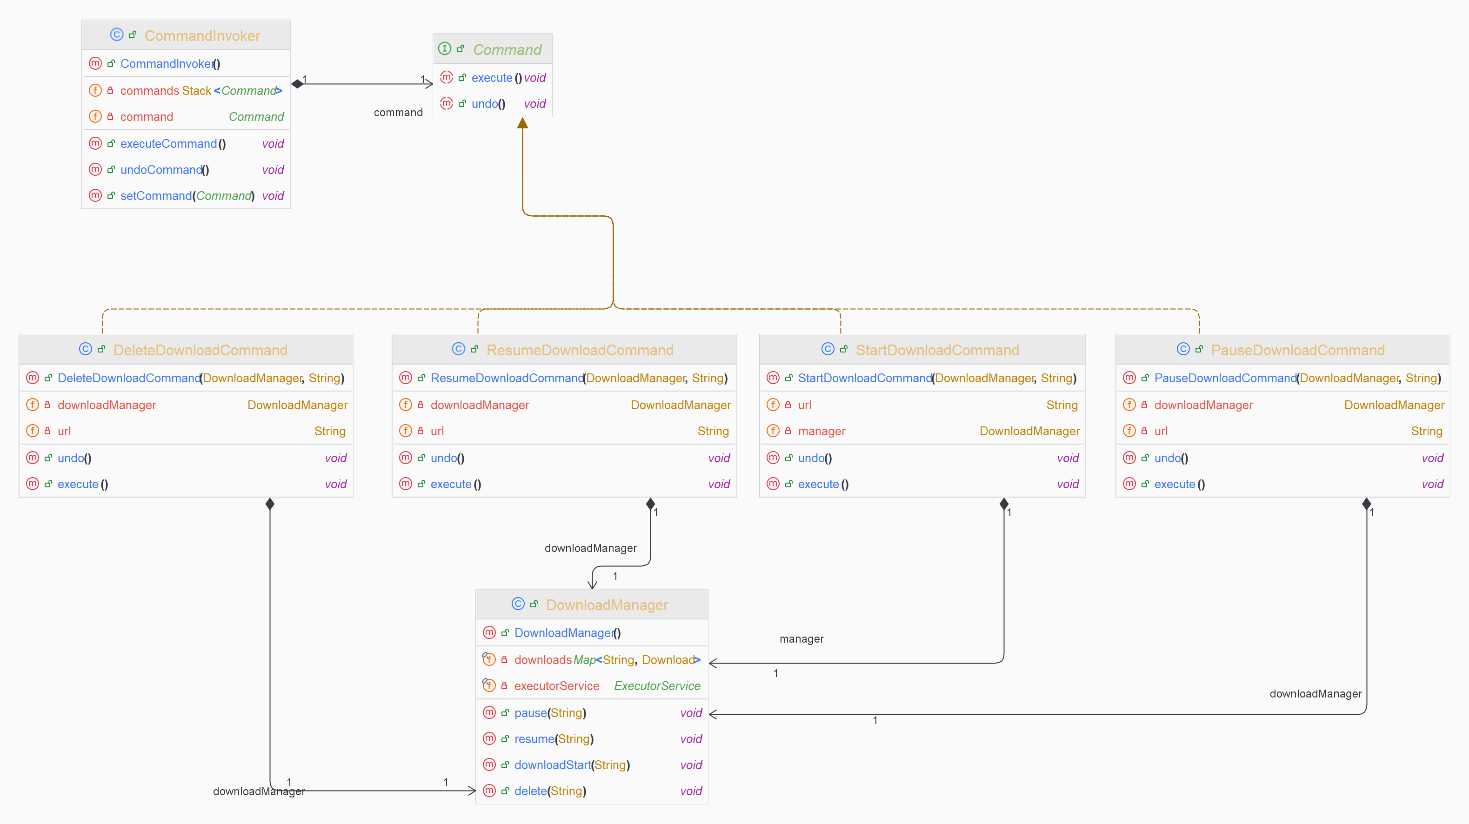 CommandInvoker
CommandInvoker()
commands Stack<Command>
command Command
executeCommand() void
undoCommand() void
setCommand(Command) void
1
1
command
Command
execute() void
undo() void
DeleteDownloadCommand
DeleteDownloadCommand(DownloadManager, String)
downloadManager DownloadManager
url String
undo() void
execute() void
ResumeDownloadCommand
ResumeDownloadCommand(DownloadManager, String)
downloadManager DownloadManager
url String
undo() void
execute() void
StartDownloadCommand
StartDownloadCommand(DownloadManager, String)
url String
manager DownloadManager
undo() void
execute() void
PauseDownloadCommand
PauseDownloadCommand(DownloadManager, String)
downloadManager DownloadManager
url String
undo() void
execute() void
1
1
1
downloadManager
1
DownloadManager
DownloadManager()
downloads Map<String, Download>
executorService ExecutorService
pause(String) void
resume(String) void
downloadStart(String) void
delete(String) void
manager
1
downloadManager
1
1
downloadManager
1